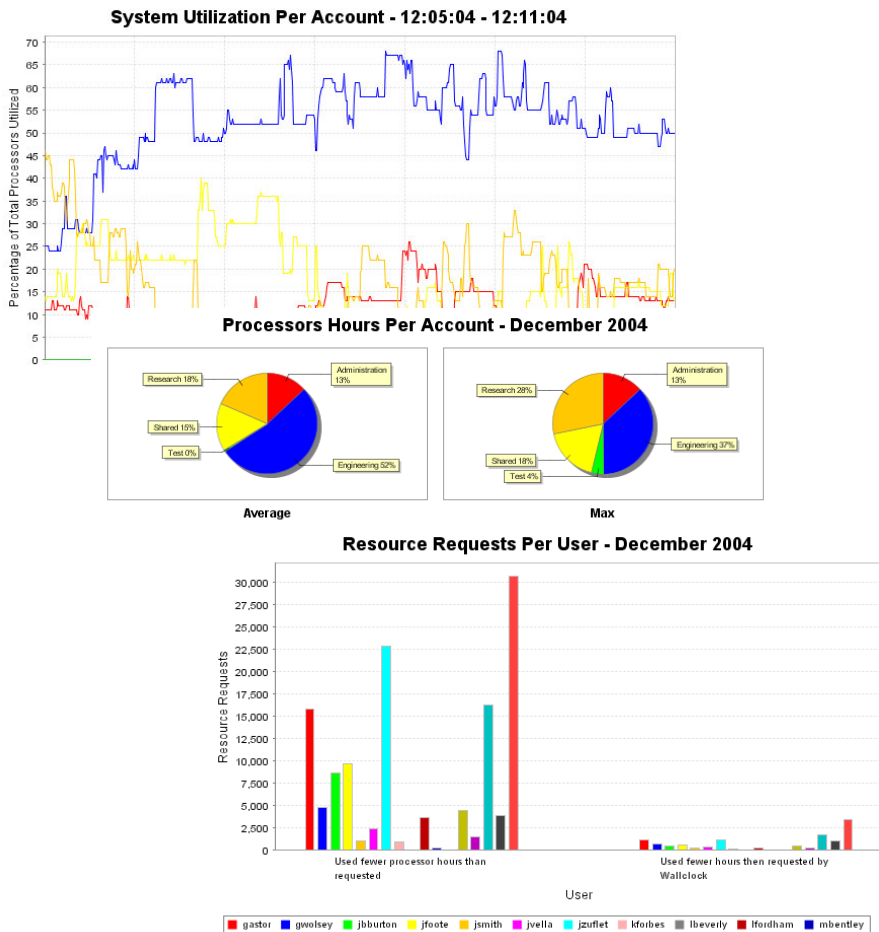 System Utilization Per Account - 12:05:04 - 12:11:04
Percentage of Total Processors Utilized
70
65
60
55
50
45
40
35
30
25
20
15
10
5
0
Processors Hours Per Account - December 2004
Research 18%
Administration
13%
Shared 15%
Test 0%
Engineering 52%
Average
Research 28%
Administration
13%
Shared 18%
Test 4%
Engineering 37%
Max
Resource Requests Per User - December 2004
Resource Requests
30,000
27,500
25,000
22,500
20,000
17,500
15,000
12,500
10,000
7,500
5,000
2,500
0
Used fewer processor hours than
requested
Used fewer hours then requested by
Wallclock
User
gastor gwolsey jbburton jfoote jsmith jvella jzuflet kforbes lbeverly lfordham mbentley